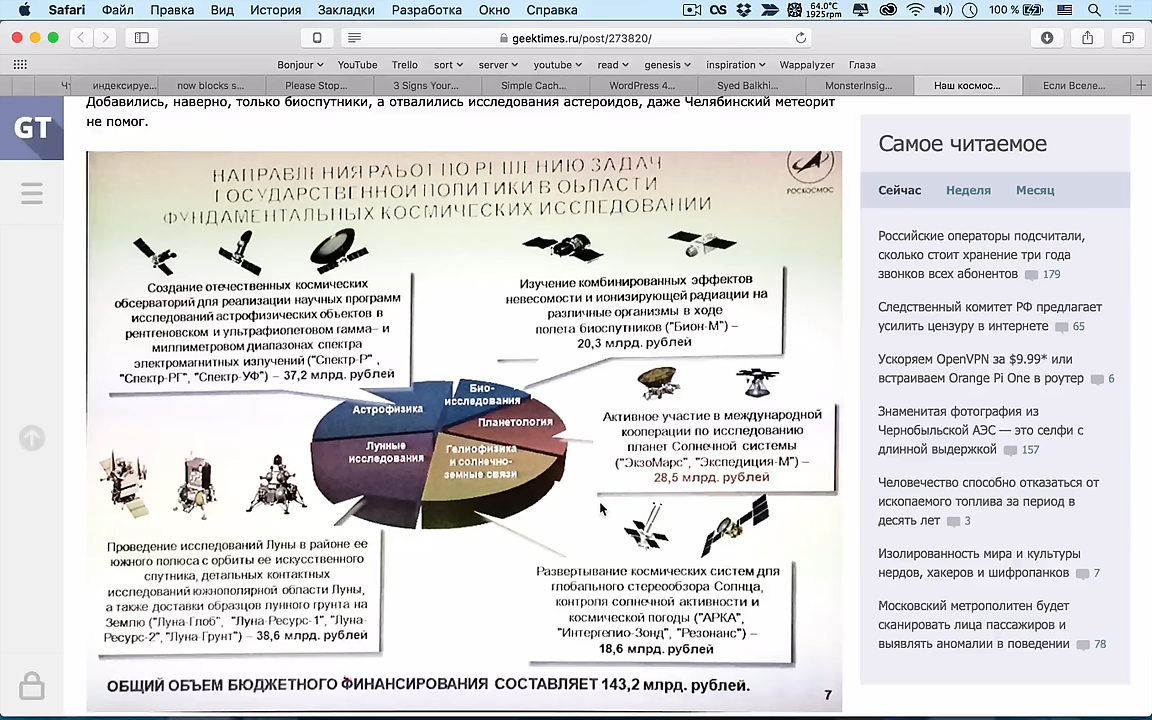 Safari Файл Правка Вид История Закладки Разработка Окно Справка
64.0°C
1925rpm
100 %
geektimes.ru/post/273820/
Bonjour YouTube Trello sort server youtube read genesis inspiration Wappalyzer Глаза
индексируе... now blocks s... Please Stop... 3 Signs Your... Simple Cach... WordPress 4... Syed Balkhi... MonsterInsig... Наш космос... Если Вселе...
GT
Добавились, наверно, только биоспутники, а отвалились исследования астероидов, даже Челябинский метеорит
не помог.
НАПРАВЛЕНИЯ РАБОТ ПО РЕШЕНИЮ ЗАДАЧ
ГОСУДАРСТВЕННОЙ ПОЛИТИКИ В ОБЛАСТИ
ФУНДАМЕНТАЛЬНЫХ КОСМИЧЕСКИХ ИССЛЕДОВАНИЙ
РОСКОСМОС
Создание отечественных космических
обсерваторий для реализации научных программ
исследований астрофизических объектов в
рентгеновском и ультрафиолетовом гамма– и
миллиметровом диапазонах спектра
электромагнитных излучений ("Спектр-Р" ,
"Спектр-РГ", "Спектр-УФ") – 37,2 млрд. рублей
Изучение комбинированных эффектов
невесомости и ионизирующей радиации на
различные организмы в ходе
полета биоспутников ("Бион-М") –
20,3 млрд. рублей
Астрофизика
Био-
исследования
Планетология
Лунные
исследования
Гелиофизика
и солнечно-
земные связи
Активное участие в международной
кооперации по исследованию
планет Солнечной системы
("ЭкзоМарс", "Экспедиция-М") –
28,5 млрд. рублей
Проведение исследований Луны в районе ее
южного полюса с орбиты ее искусственного
спутника, детальных контактных
исследований южнополярной области Луны,
а также доставки образцов лунного грунта на
Землю ("Луна-Глоб", "Луна-Ресурс-1", "Луна-
Ресурс-2", "Луна-Грунт") – 38,6 млрд. рублей
Развертывание космических систем для
глобального стереообзора Солнца,
контроля солнечной активности и
космической погоды ("АРКА",
"Интергелио-Зонд", "Резонанс") –
18,6 млрд. рублей
ОБЩИЙ ОБЪЕМ БЮДЖЕТНОГО ФИНАНСИРОВАНИЯ СОСТАВЛЯЕТ 143,2 млрд. рублей.
7
Самое читаемое
Сейчас Неделя Месяц
Российские операторы подсчитали,
сколько стоит хранение три года
звонков всех абонентов 179
Следственный комитет РФ предлагает
усилить цензуру в интернете 65
Ускоряем OpenVPN за $9.99* или
встраиваем Orange Pi One в роутер 6
Знаменитая фотография из
Чернобыльской АЭС — это селфи с
длинной выдержкой 157
Человечество способно отказаться от
ископаемого топлива за период в
десять лет 3
Изолированность мира и культуры
нердов, хакеров и шифропанков 7
Московский метрополитен будет
сканировать лица пассажиров и
выявлять аномалии в поведении 78